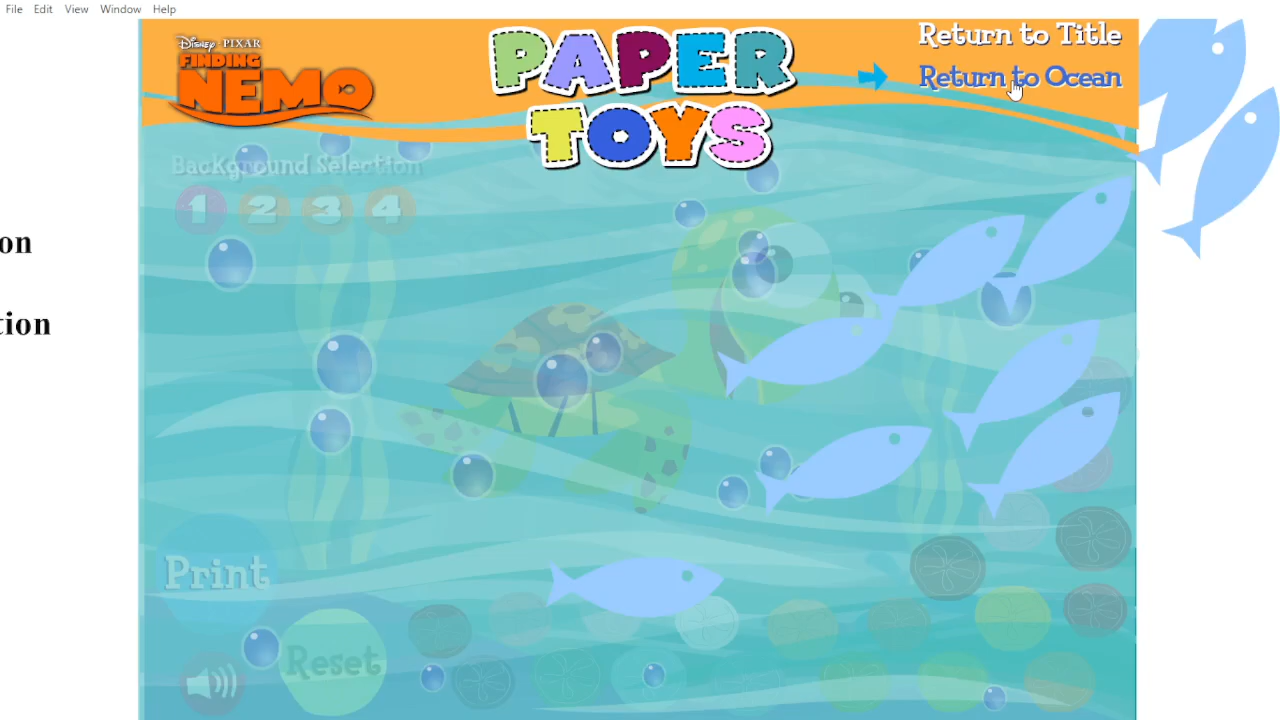 File Edit View Window Help
Disney PIXAR
FINDING
NEMO
PAPER
TOYS
Return to Title
Return to Ocean
Background Selection
1 2 3 4
on
tion
Print
Reset